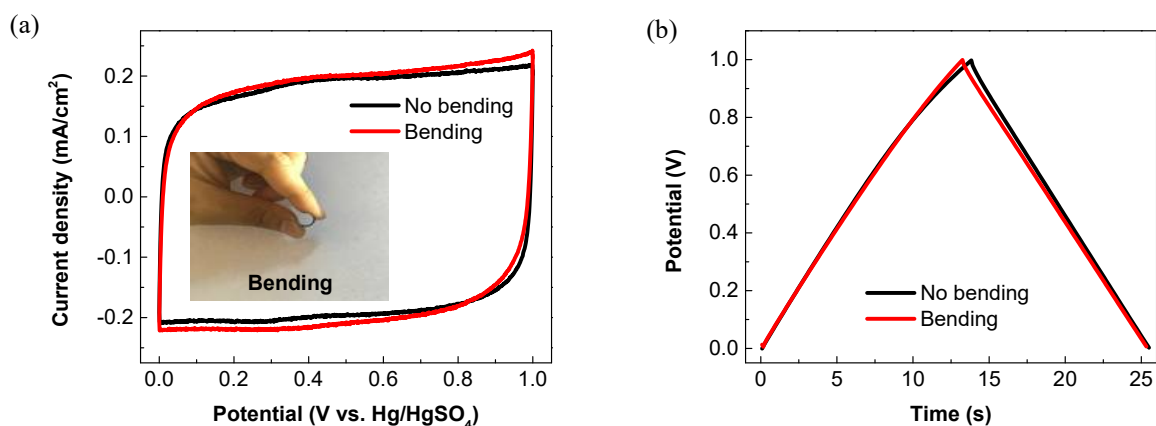 (a)
Current density (mA/cm²)
0.2
0.0
-0.1
-0.2
No bending
Bending
Bending
0.0 0.2 0.4 0.6 0.8 1.0
Potential (V vs. Hg/HgSO₄)
(b)
Potential (V)
1.0
0.8
0.6
0.4
0.2
0.0
No bending
Bending
0 5 10 15 20 25
Time (s)